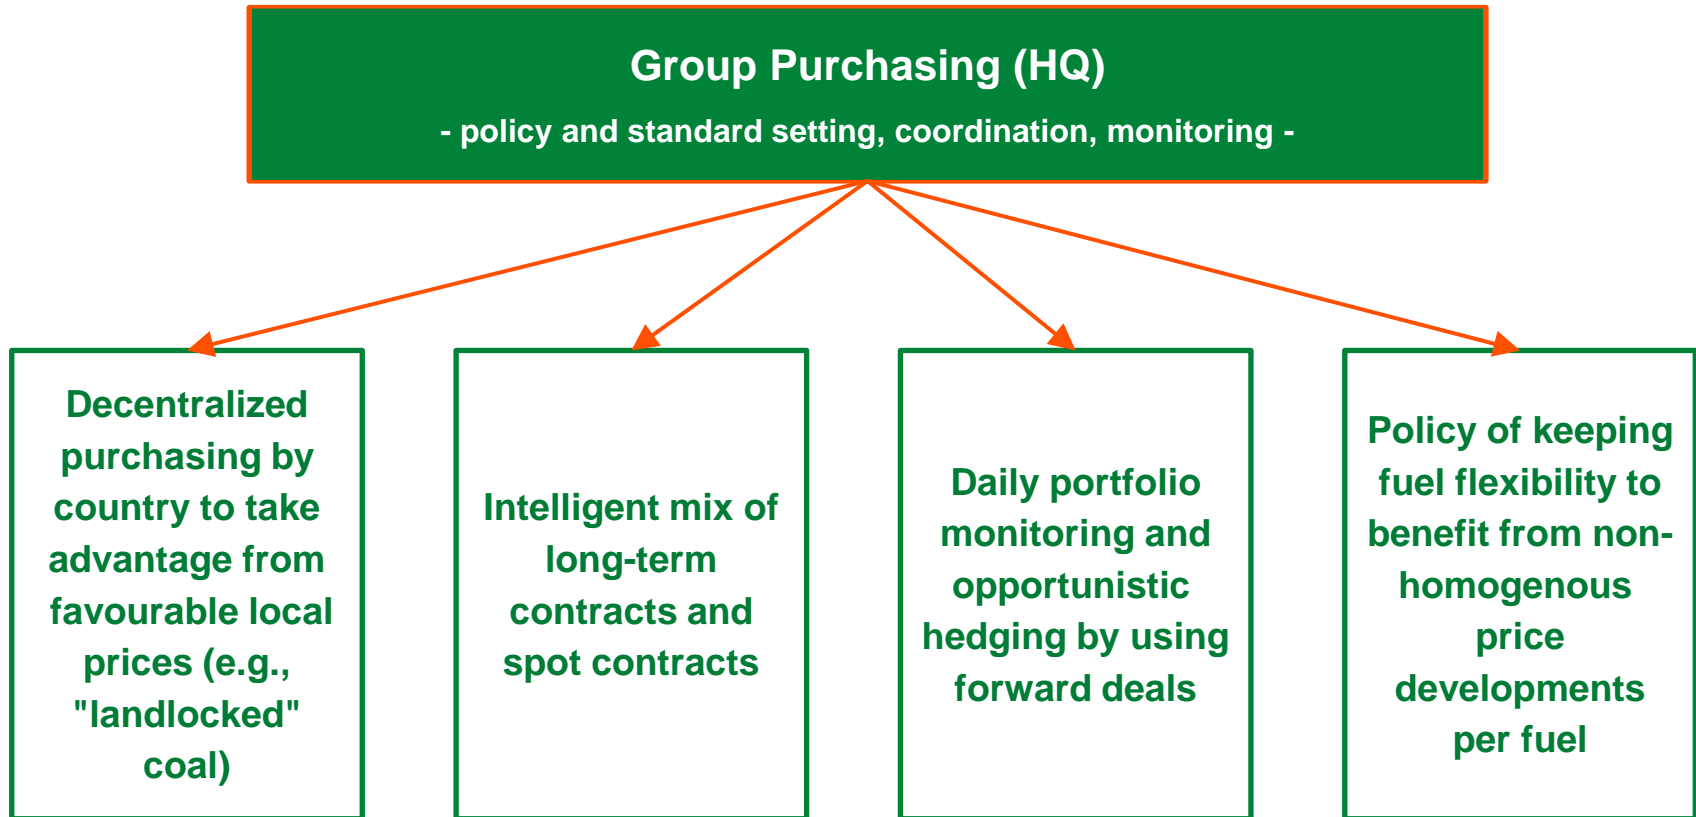 Group Purchasing (HQ)
- policy and standard setting, coordination, monitoring -
Decentralized
purchasing by
country to take
advantage from
favourable local
prices (e.g.,
"landlocked"
coal)
Intelligent mix of
long-term
contracts and
spot contracts
Daily portfolio
monitoring and
opportunistic
hedging by using
forward deals
Policy of keeping
fuel flexibility to
benefit from non-
homogenous
price
developments
per fuel